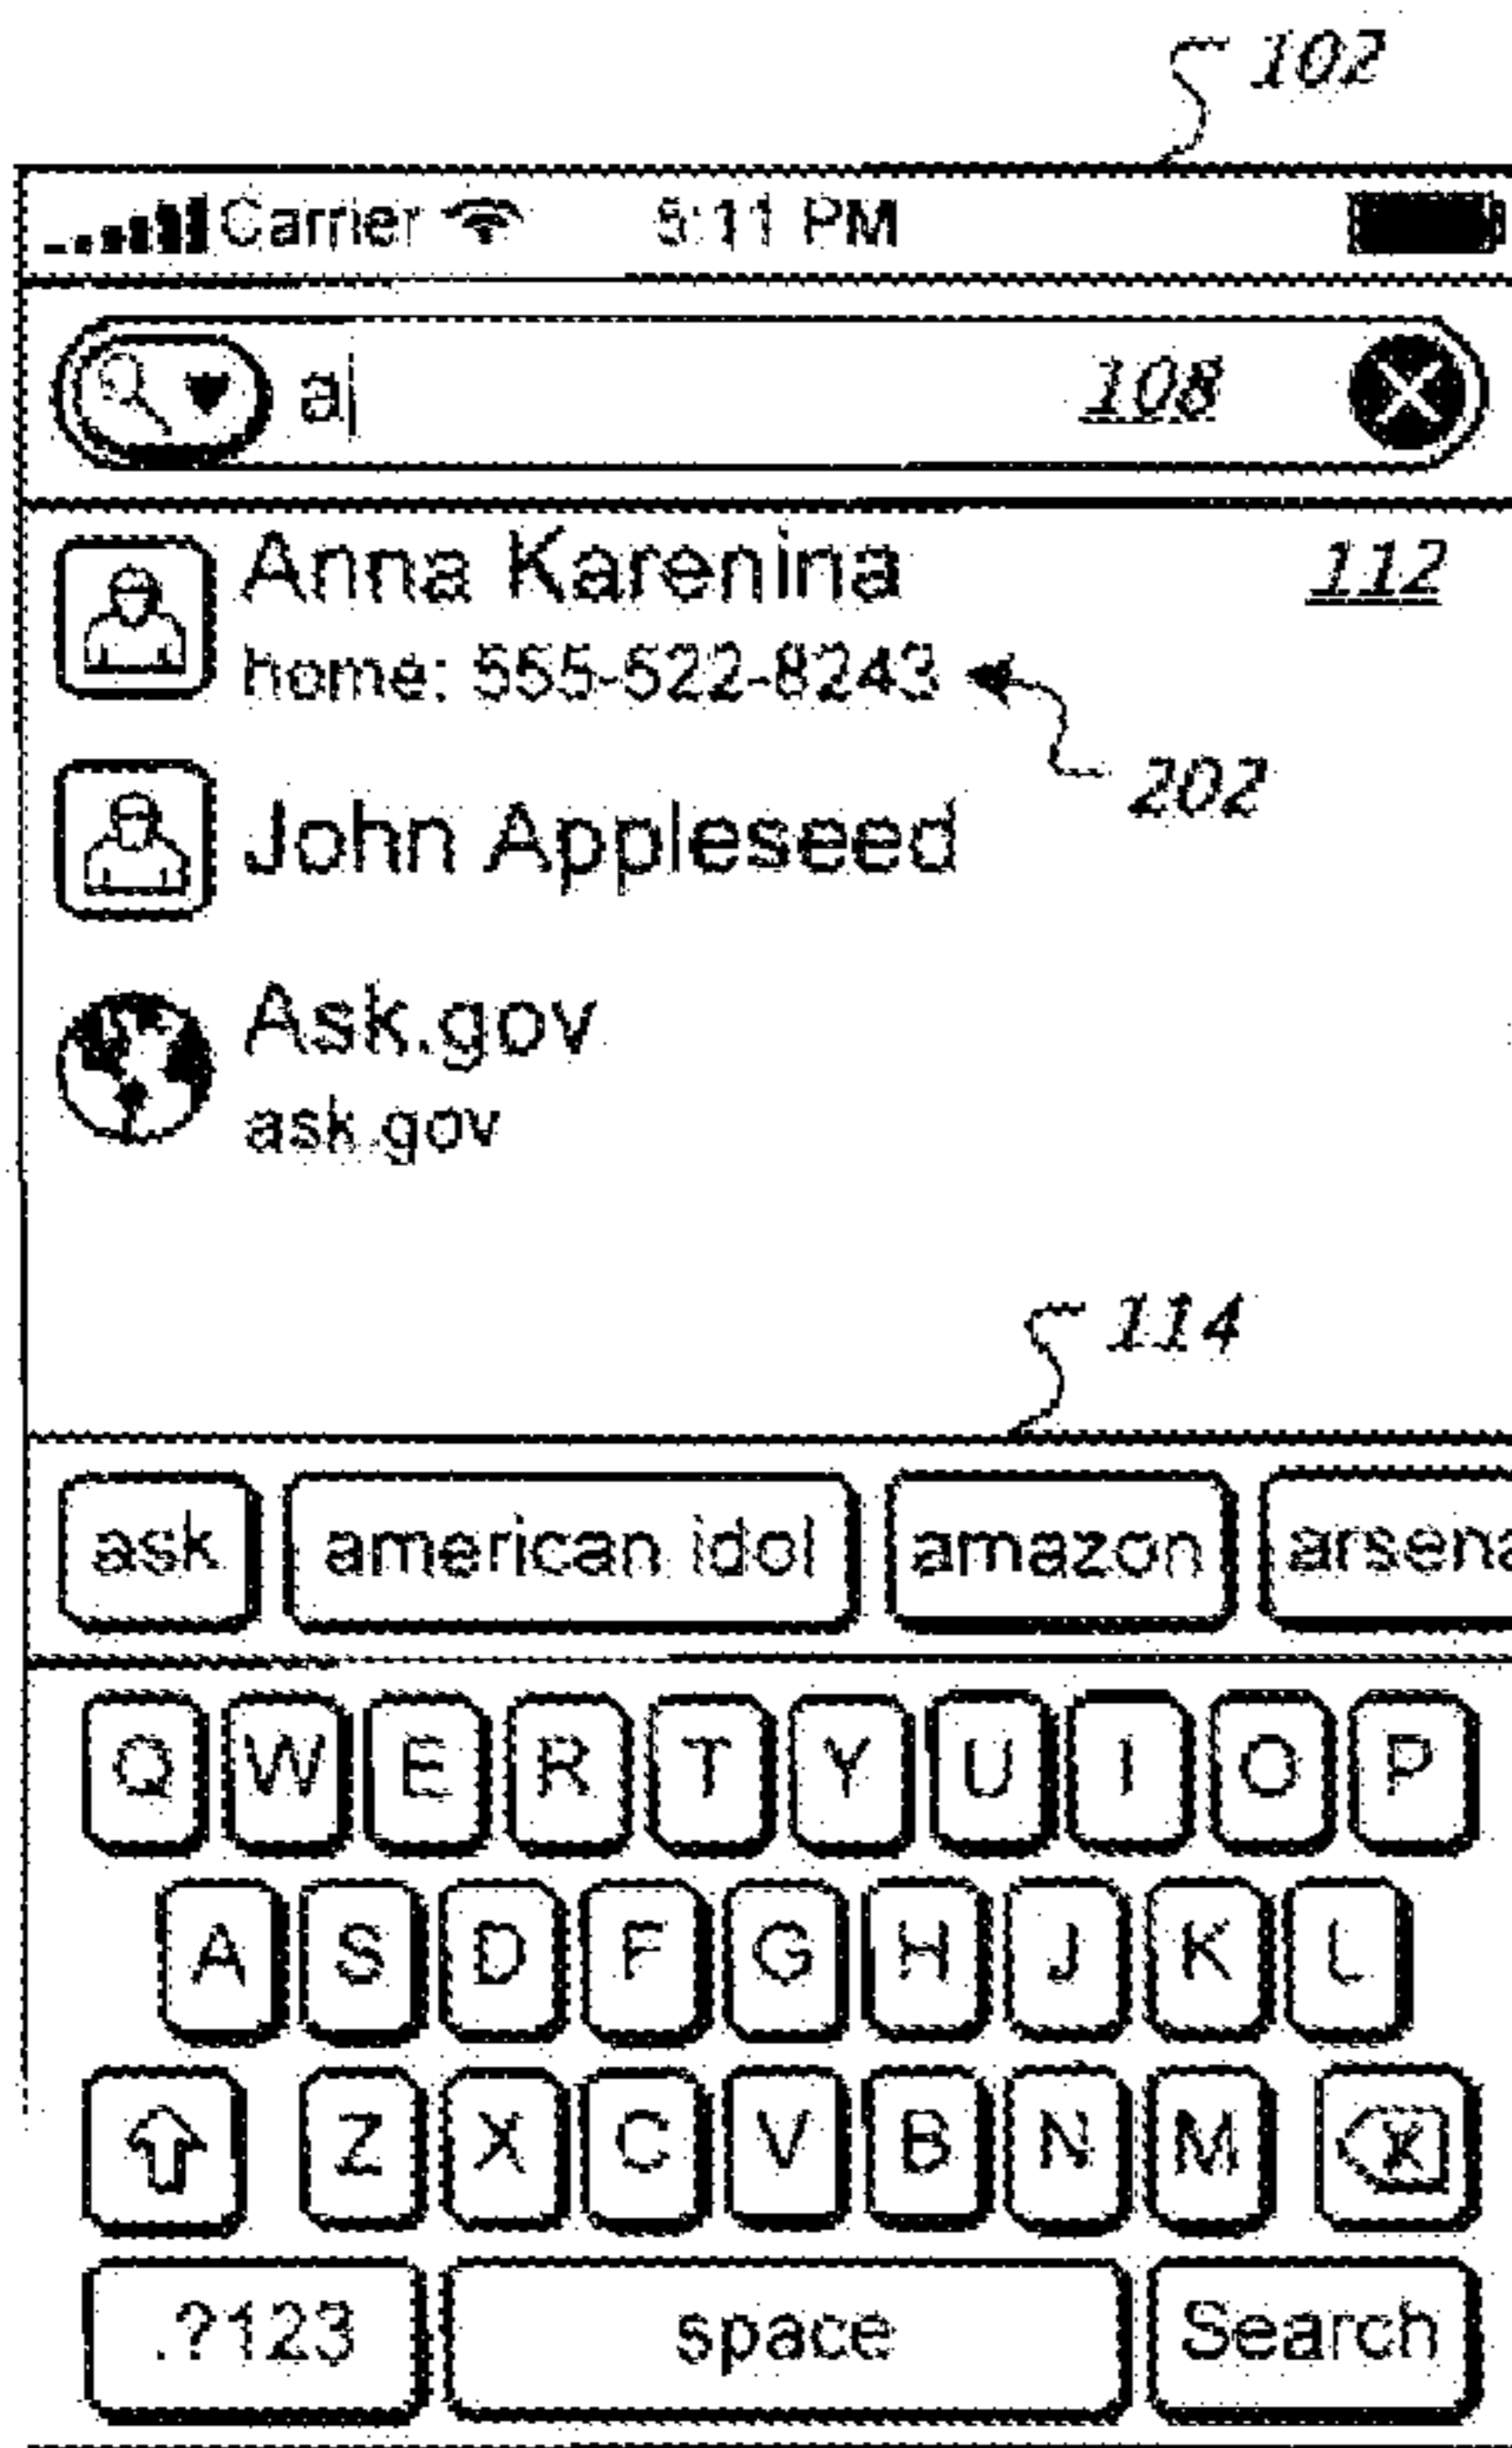 102
Carrier 5:11 PM
a 108
Anna Karenina 112
home: 555-522-8243
202
John Appleseed
Ask.gov
ask.gov
114
ask american idol amazon arsena
Q W E R T Y U I O P
A S D F G H J K L
Z X C V B N M X
.?123 space Search